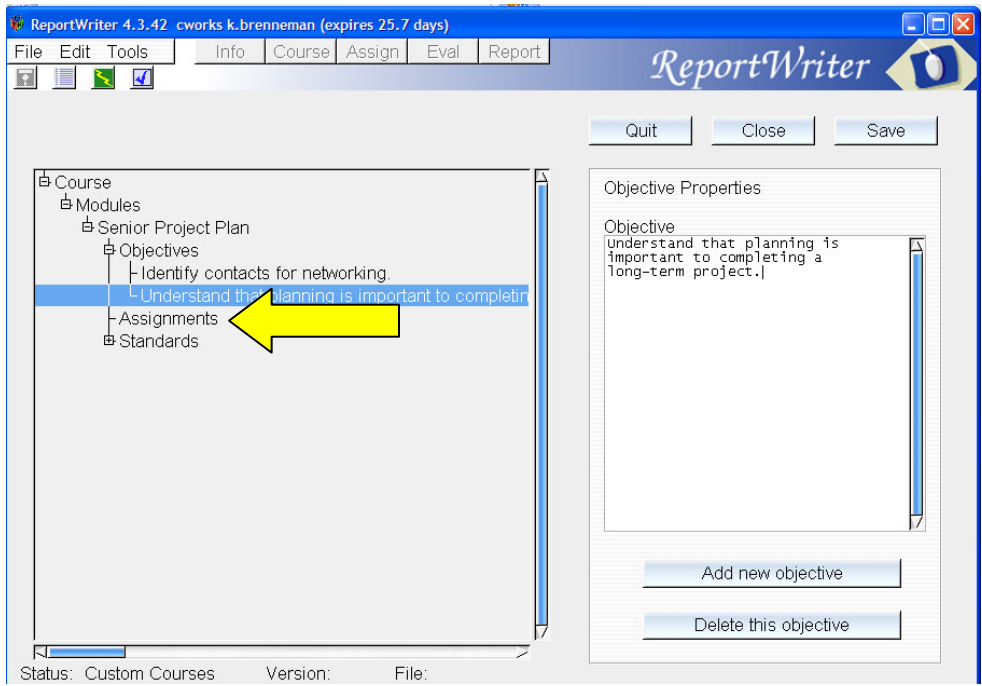 ReportWriter 4.3.42 cworks k.brenneman (expires 25.7 days)
File Edit Tools Info Course Assign Eval Report
ReportWriter
Quit Close Save
Course
Modules
Senior Project Plan
Objectives
Identify contacts for networking.
Understand that planning is important to completin
Assignments
Standards
Objective Properties
Objective
Understand that planning is
important to completing a
long-term project.
Add new objective
Delete this objective
Status: Custom Courses Version: File: